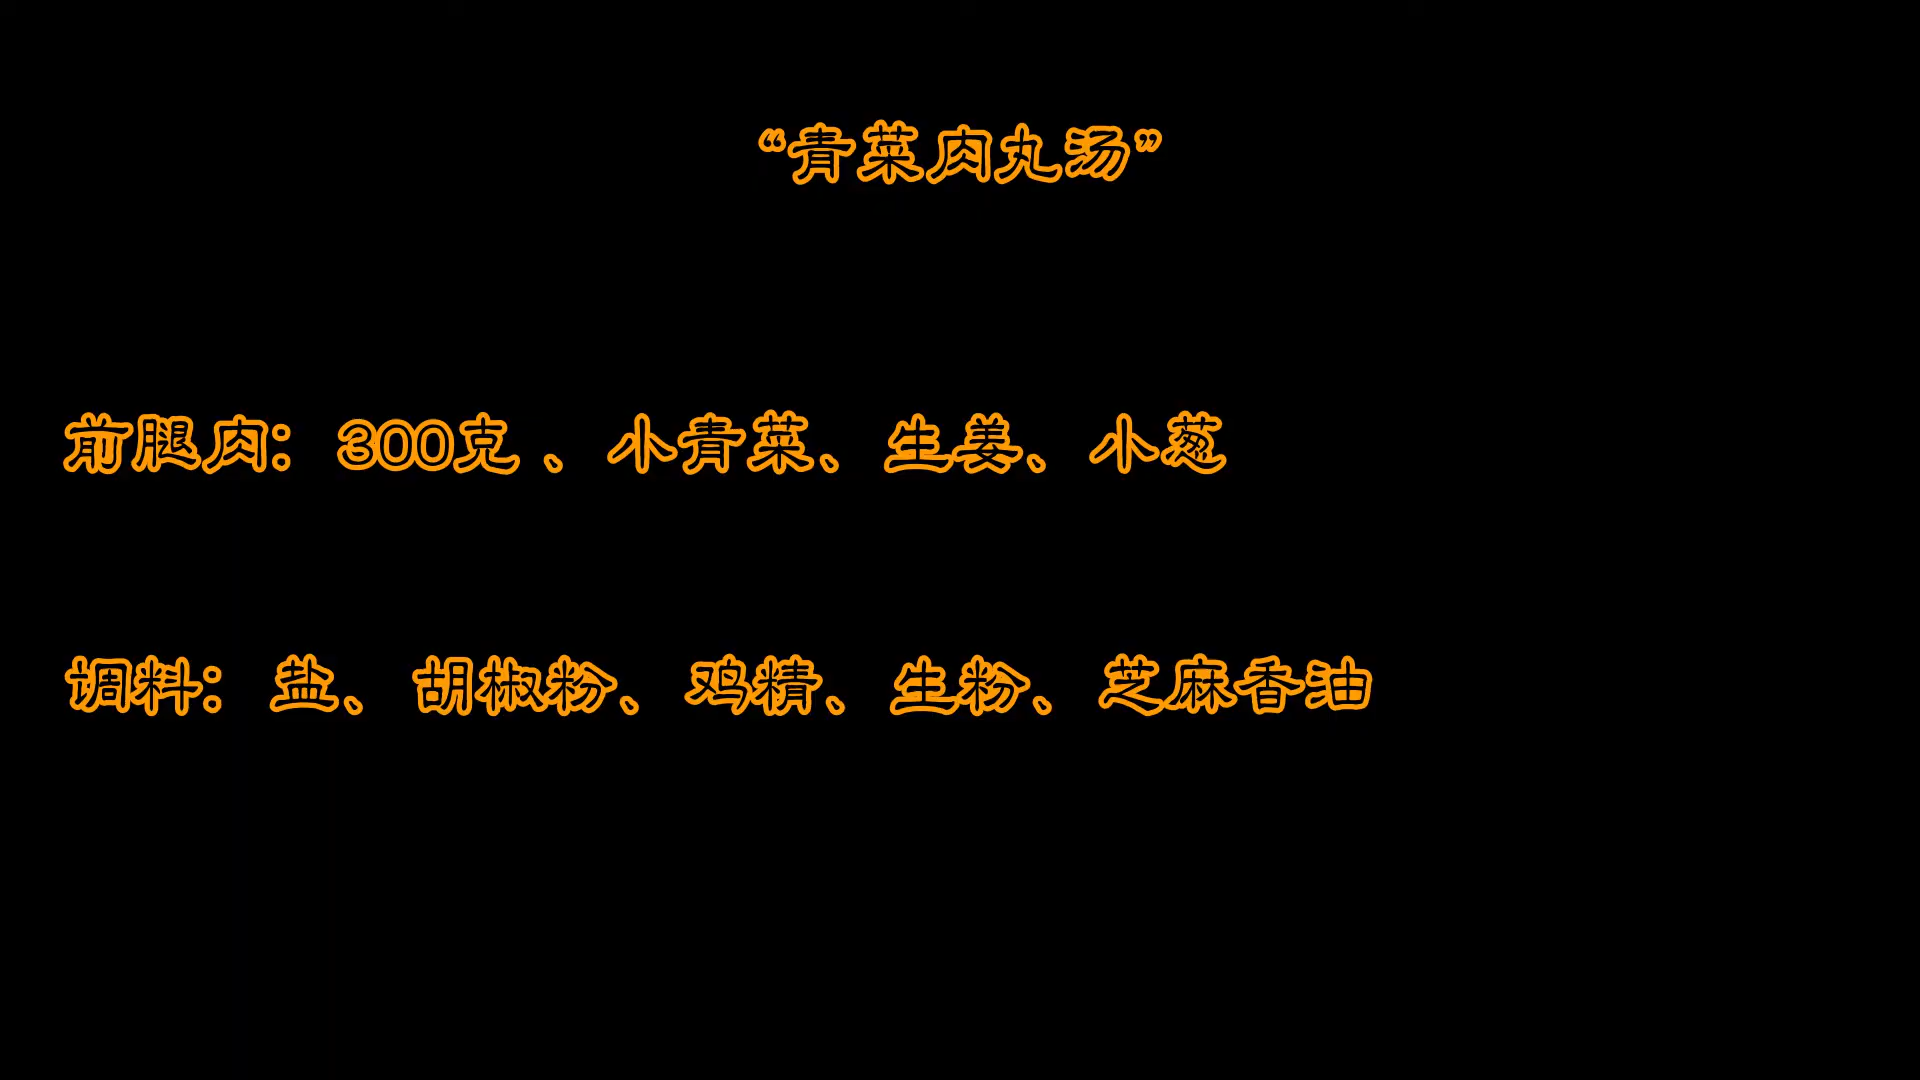 “青菜肉丸汤”
前腿肉：300克 、小青菜、生姜、小葱
调料：盐、胡椒粉、鸡精、生粉、芝麻香油